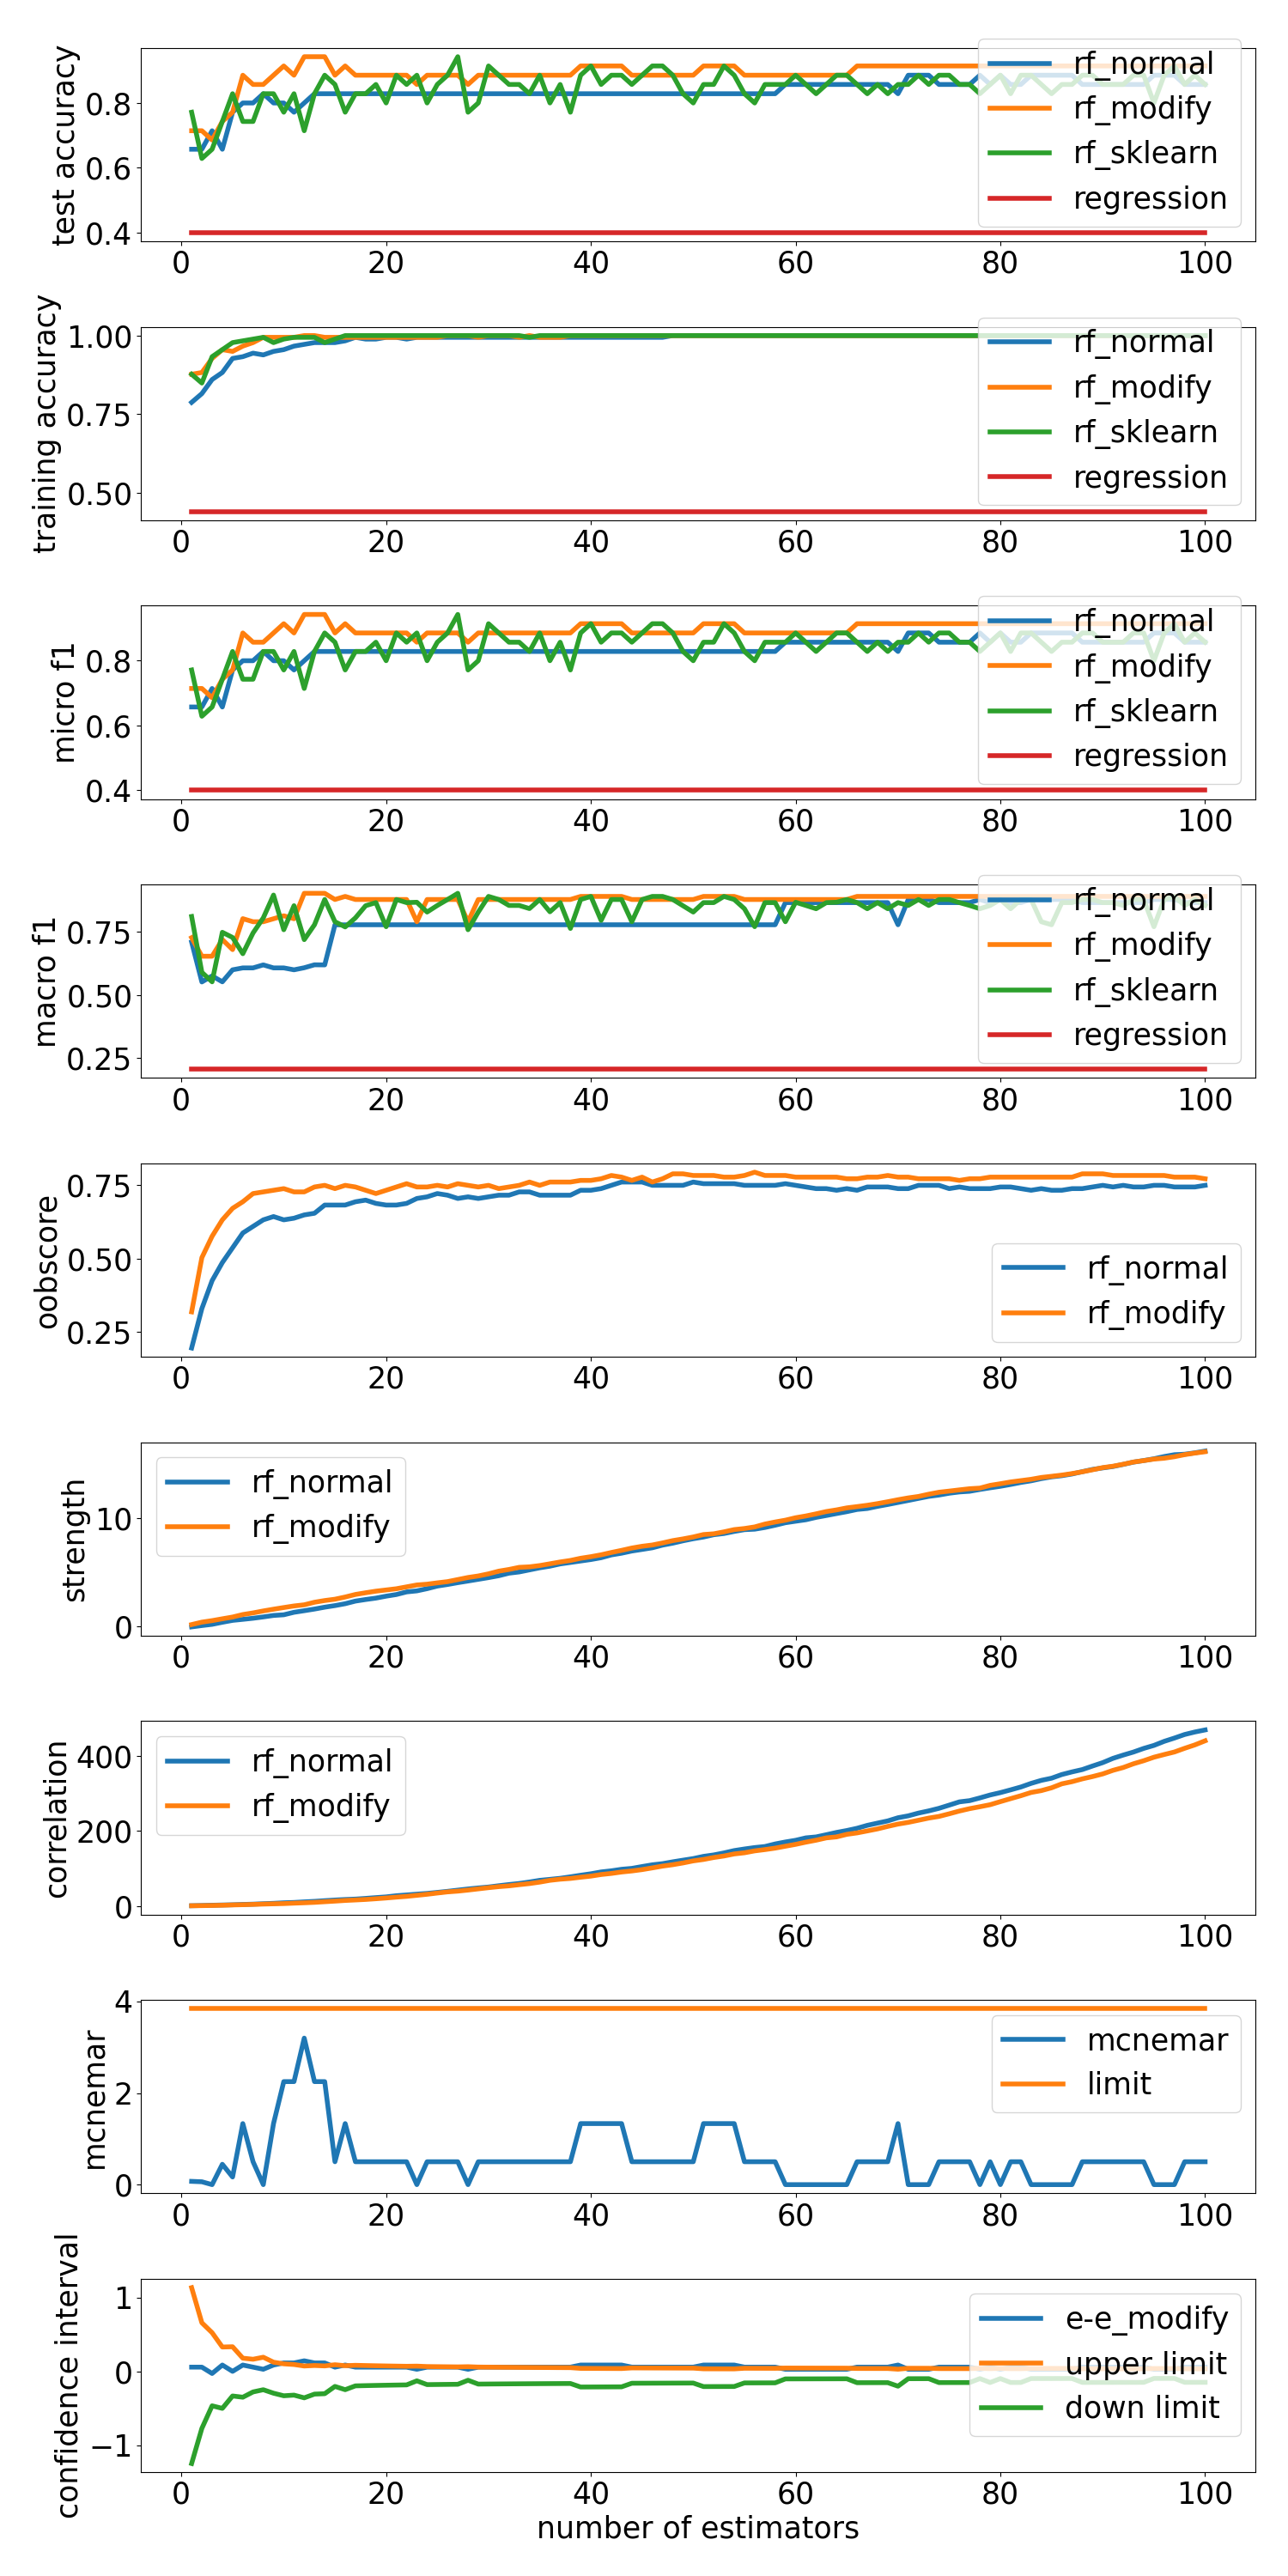 test accuracy
0.8
0.6
0.4
0 20 40 60 80 100
rf_normal
rf_modify
rf_sklearn
regression
training accuracy
1.00
0.75
0.50
0 20 40 60 80 100
rf_normal
rf_modify
rf_sklearn
regression
micro f1
0.8
0.6
0.4
0 20 40 60 80 100
rf_normal
rf_modify
rf_sklearn
regression
macro f1
0.75
0.50
0.25
0 20 40 60 80 100
rf_normal
rf_modify
rf_sklearn
regression
oobscore
0.75
0.50
0.25
0 20 40 60 80 100
rf_normal
rf_modify
strength
10
0
0 20 40 60 80 100
rf_normal
rf_modify
correlation
400
200
0
0 20 40 60 80 100
rf_normal
rf_modify
mcnemar
4
2
0
0 20 40 60 80 100
mcnemar
limit
confidence interval
1
0
−1
0 20 40 60 80 100
e-e_modify
upper limit
down limit
number of estimators